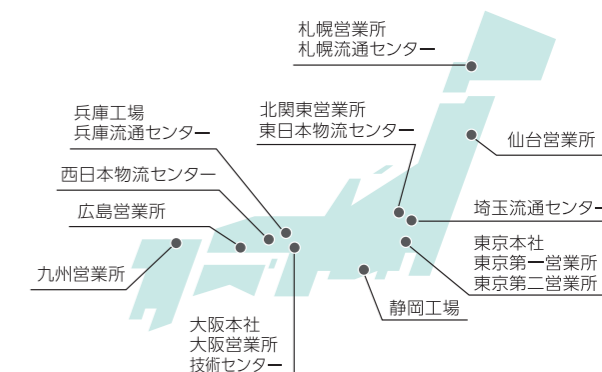 札幌営業所
札幌流通センター
兵庫工場
兵庫流通センター
北関東営業所
東日本物流センター
仙台営業所
西日本物流センター
広島営業所
埼玉流通センター
東京本社
東京第一営業所
東京第二営業所
九州営業所
静岡工場
大阪本社
大阪営業所
技術センター